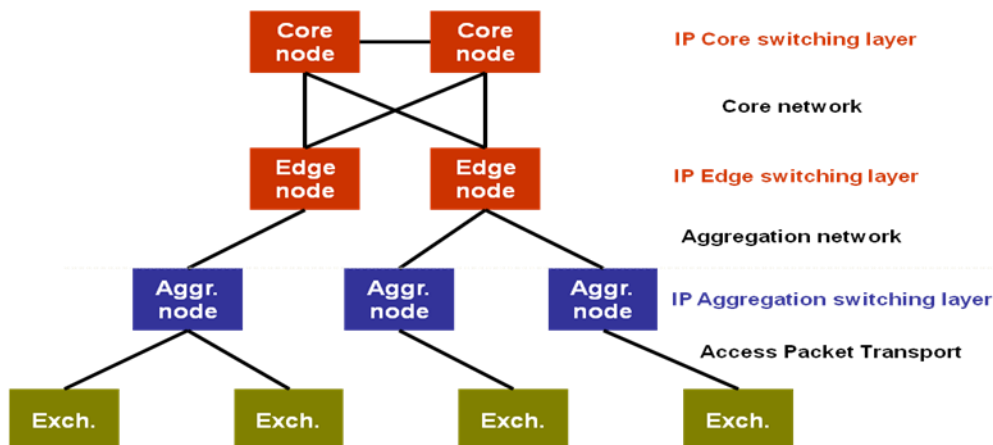 Core
node
Core
node
IP Core switching layer
Core network
Edge
node
Edge
node
IP Edge switching layer
Aggregation network
Aggr.
node
Aggr.
node
Aggr.
node
IP Aggregation switching layer
Access Packet Transport
Exch.
Exch.
Exch.
Exch.